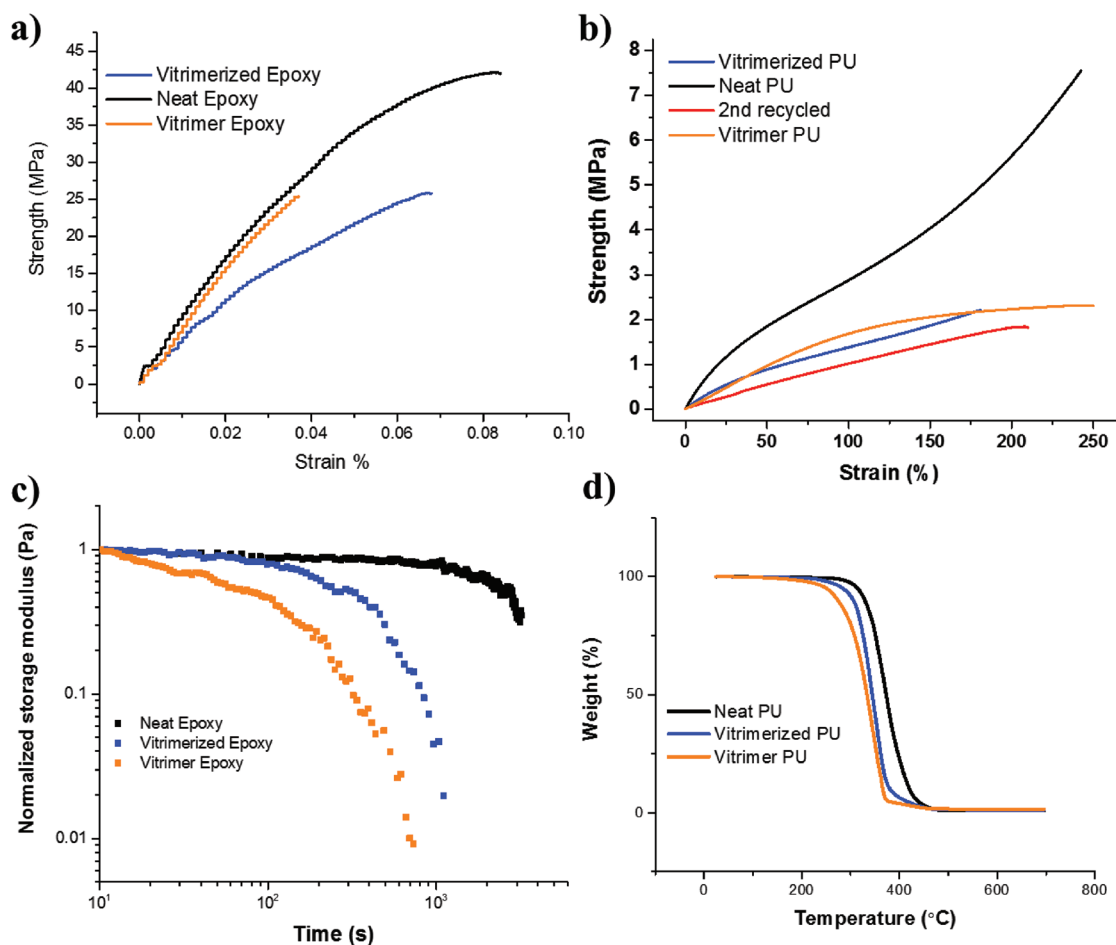 a)
45
40
35
30
25
20
15
10
5
0
Strength (MPa)
Vitrimerized Epoxy
Neat Epoxy
Vitrimer Epoxy
0.00 0.02 0.04 0.06 0.08 0.10
Strain %
b)
8
7
6
5
4
3
2
1
0
Strength (MPa)
Vitrimerized PU
Neat PU
2nd recycled
Vitrimer PU
0 50 100 150 200 250
Strain (%)
c)
1
0.1
0.01
Normalized storage modulus (Pa)
Neat Epoxy
Vitrimerized Epoxy
Vitrimer Epoxy
10¹ 10² 10³
Time (s)
d)
100
50
0
Weight (%)
Neat PU
Vitrimerized PU
Vitrimer PU
0 200 400 600 800
Temperature (°C)